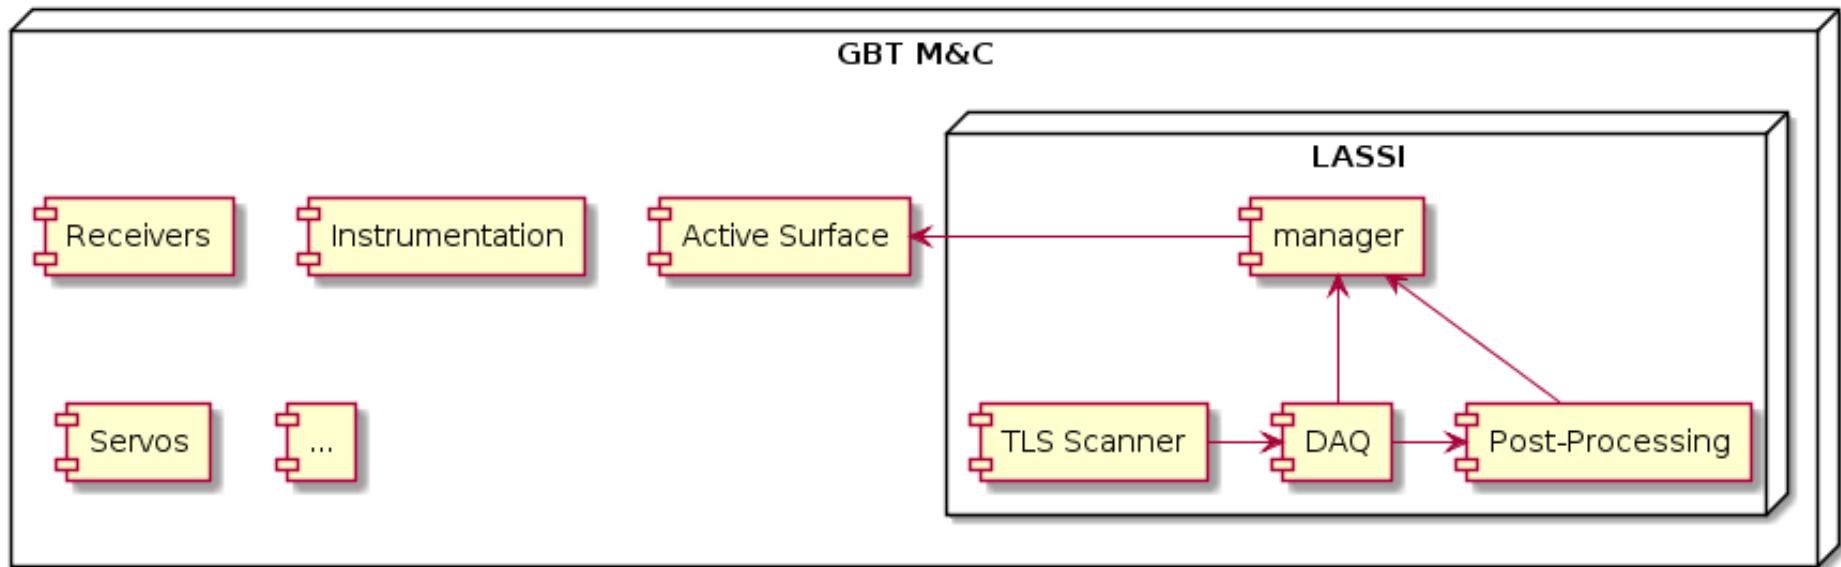 GBT M&C
LASSI
Receivers
Instrumentation
Active Surface
manager
Servos
...
TLS Scanner
DAQ
Post-Processing